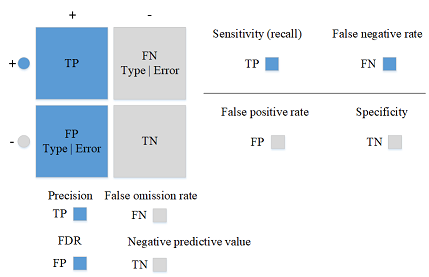 + -
Sensitivity (recall) False negative rate
+ TP FN
Type | Error
TP FN
False positive rate Specificity
- FP
Type | Error TN
FP TN
Precision False omission rate
TP FN
FDR Negative predictive value
FP TN